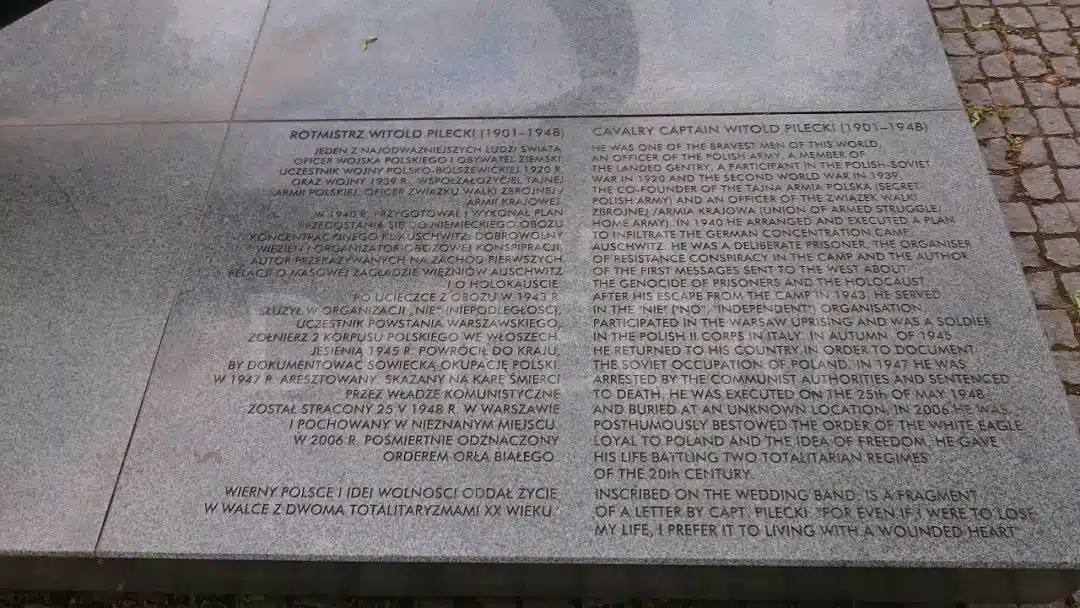 ROTMISTRZ WITOLD PILECKI (1901–1948)
JEDEN Z NAJODWAŻNIEJSZYCH LUDZI ŚWIATA,
OFICER WOJSKA POLSKIEGO I OBYWATEL ZIEMSKI,
UCZESTNIK WOJNY POLSKO-BOLSZEWICKIEJ 1920 R.
ORAZ WOJNY 1939 R., WSPÓŁZAŁOŻYCIEL TAJNEJ
ARMII POLSKIEJ, OFICER ZWIĄZKU WALKI ZBROJNEJ /
ARMII KRAJOWEJ.
W 1940 R. PRZYGOTOWAŁ I WYKONAŁ PLAN
PRZEDOSTANIA SIĘ DO NIEMIECKIEGO OBOZU
KONCENTRACYJNEGO KL AUSCHWITZ. DOBROWOLNY
WIĘZIEŃ I ORGANIZATOR OBOZOWEJ KONSPIRACJI,
AUTOR PRZEKAZYWANYCH NA ZACHÓD PIERWSZYCH
RELACJI O MASOWEJ ZAGŁADZIE WIĘŹNIÓW AUSCHWITZ
I O HOLOKAUŚCIE.
PO UCIECZCE Z OBOZU W 1943 R.
SŁUŻYŁ W ORGANIZACJI „NIE" (NIEPODLEGŁOŚĆ),
UCZESTNIK POWSTANIA WARSZAWSKIEGO,
ŻOŁNIERZ 2 KORPUSU POLSKIEGO WE WŁOSZECH.
JESIENIĄ 1945 R. POWRÓCIŁ DO KRAJU,
BY DOKUMENTOWAĆ SOWIECKĄ OKUPACJĘ POLSKI.
W 1947 R. ARESZTOWANY, SKAZANY NA KARĘ ŚMIERCI
PRZEZ WŁADZE KOMUNISTYCZNE
ZOSTAŁ STRACONY 25 V 1948 R. W WARSZAWIE
I POCHOWANY W NIEZNANYM MIEJSCU.
W 2006 R. POŚMIERTNIE ODZNACZONY
ORDEREM ORŁA BIAŁEGO.
WIERNY POLSCE I IDEI WOLNOŚCI ODDAŁ ŻYCIE
W WALCE Z DWOMA TOTALITARYZMAMI XX WIEKU.
CAVALRY CAPTAIN WITOLD PILECKI (1901–1948)
HE WAS ONE OF THE BRAVEST MEN OF THIS WORLD,
AN OFFICER OF THE POLISH ARMY, A MEMBER OF
THE LANDED GENTRY, A PARTICIPANT IN THE POLISH-SOVIET
WAR IN 1920 AND THE SECOND WORLD WAR IN 1939,
THE CO-FOUNDER OF THE TAJNA ARMIA POLSKA (SECRET
POLISH ARMY) AND AN OFFICER OF THE ZWIĄZEK WALKI
ZBROJNEJ /ARMIA KRAJOWA (UNION OF ARMED STRUGGLE/
HOME ARMY). IN 1940 HE ARRANGED AND EXECUTED A PLAN
TO INFILTRATE THE GERMAN CONCENTRATION CAMP
AUSCHWITZ. HE WAS A DELIBERATE PRISONER, THE ORGANISER
OF RESISTANCE CONSPIRACY IN THE CAMP AND THE AUTHOR
OF THE FIRST MESSAGES SENT TO THE WEST ABOUT
THE GENOCIDE OF PRISONERS AND THE HOLOCAUST.
AFTER HIS ESCAPE FROM THE CAMP IN 1943, HE SERVED
IN THE "NIE" ("NO", "INDEPENDENT") ORGANISATION,
PARTICIPATED IN THE WARSAW UPRISING AND WAS A SOLDIER
IN THE POLISH II CORPS IN ITALY. IN AUTUMN OF 1945
HE RETURNED TO HIS COUNTRY IN ORDER TO DOCUMENT
THE SOVIET OCCUPATION OF POLAND. IN 1947 HE WAS
ARRESTED BY THE COMMUNIST AUTHORITIES AND SENTENCED
TO DEATH. HE WAS EXECUTED ON THE 25th OF MAY 1948
AND BURIED AT AN UNKNOWN LOCATION. IN 2006 HE WAS
POSTHUMOUSLY BESTOWED THE ORDER OF THE WHITE EAGLE.
LOYAL TO POLAND AND THE IDEA OF FREEDOM, HE GAVE
HIS LIFE BATTLING TWO TOTALITARIAN REGIMES
OF THE 20th CENTURY.
INSCRIBED ON THE WEDDING BAND, IS A FRAGMENT
OF A LETTER BY CAPT. PILECKI: "FOR EVEN IF I WERE TO LOSE
MY LIFE, I PREFER IT TO LIVING WITH A WOUNDED HEART"